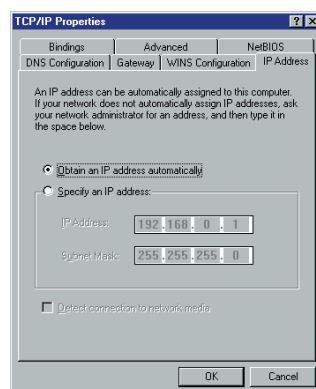 TCP/IP Properties
Bindings Advanced NetBIOS
DNS Configuration Gateway WINS Configuration IP Address
An IP address can be automatically assigned to this computer.
If your network does not automatically assign IP addresses, ask
your network administrator for an address, and then type it in
the space below.
Obtain an IP address automatically
Specify an IP address:
IP Address: 192.168.0.1
Subnet Mask: 255.255.255.0
Detect connection to network media
OK Cancel